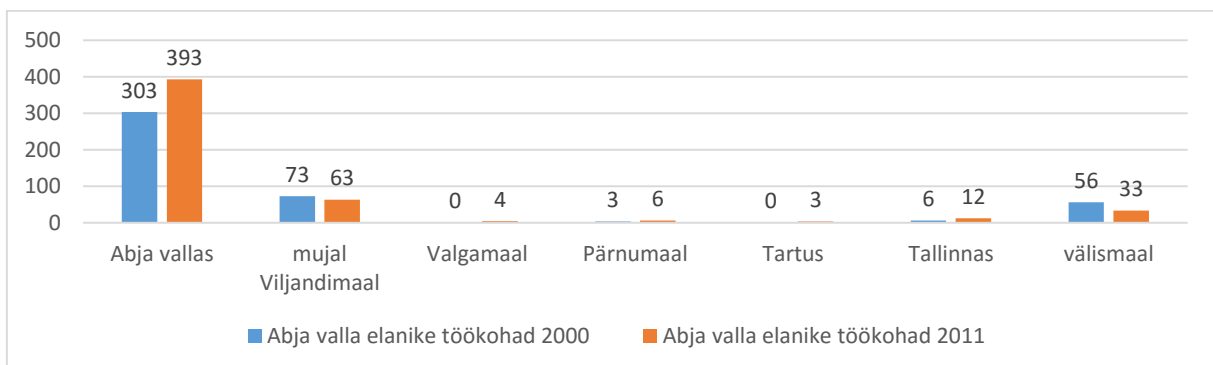 500
400
300
200
100
0
303
393
73
63
0
4
3
6
0
3
6
12
56
33
Abja vallas
mujal
Viljandimaal
Valgamaal
Pärnumaal
Tartus
Tallinnas
välismaal
Abja valla elanike töökohad 2000
Abja valla elanike töökohad 2011